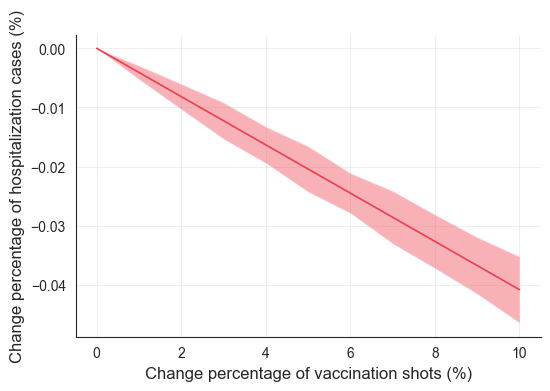 Change percentage of hospitalization cases (%)
0.00
−0.01
−0.02
−0.03
−0.04
0 2 4 6 8 10
Change percentage of vaccination shots (%)